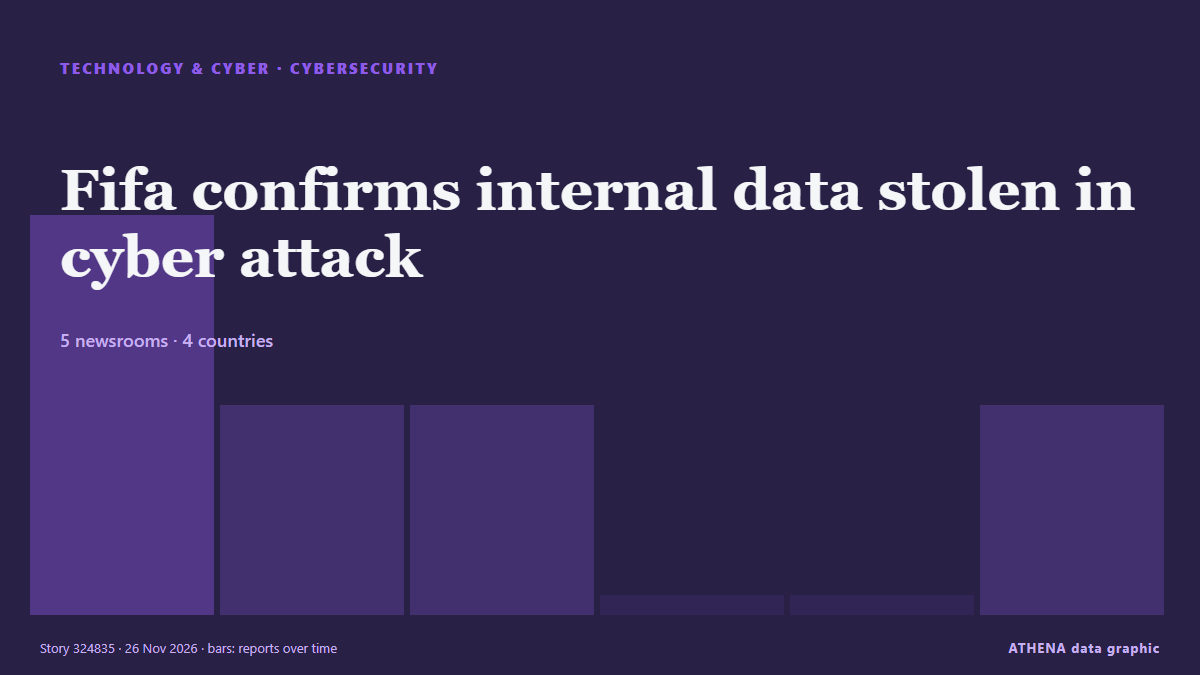 TECHNOLOGY & CYBER · CYBERSECURITY
Fifa confirms internal data stolen in
cyber attack
5 newsrooms · 4 countries
Story 324835 · 26 Nov 2026 · bars: reports over time
ATHENA data graphic